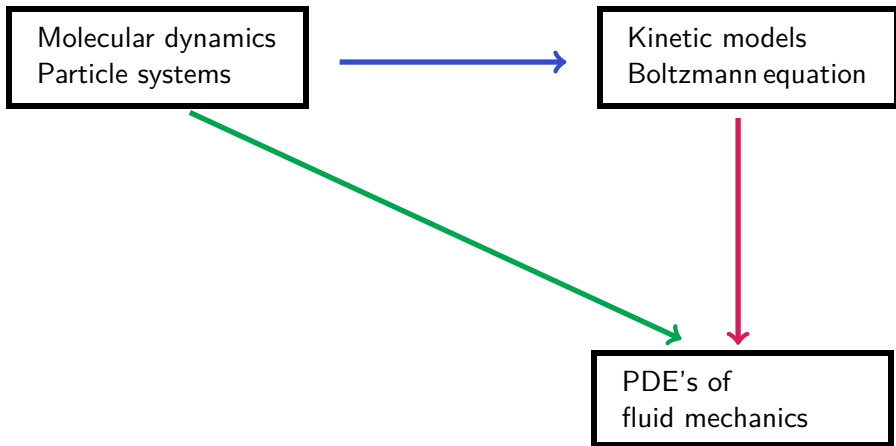 Molecular dynamics
Particle systems
Kinetic models
Boltzmann equation
PDE's of
fluid mechanics